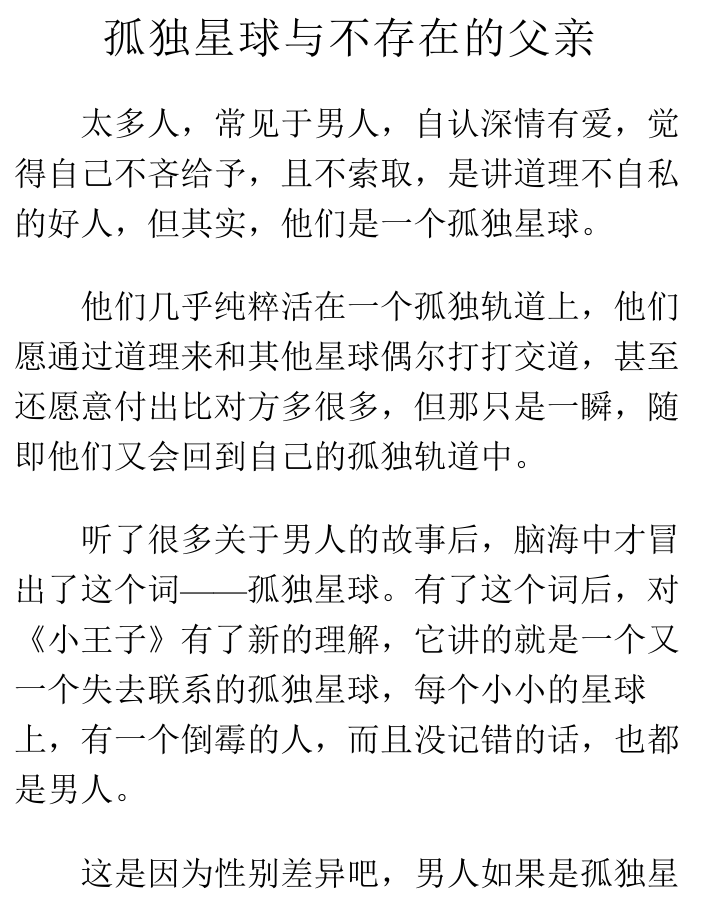 孤独星球与不存在的父亲
太多人，常见于男人，自认深情有爱，觉
得自己不吝给予，且不索取，是讲道理不自私
的好人，但其实，他们是一个孤独星球。
他们几乎纯粹活在一个孤独轨道上，他们
愿通过道理来和其他星球偶尔打打交道，甚至
还愿意付出比对方多很多，但那只是一瞬，随
即他们又会回到自己的孤独轨道中。
听了很多关于男人的故事后，脑海中才冒
出了这个词——孤独星球。有了这个词后，对
《小王子》有了新的理解，它讲的就是一个又
一个失去联系的孤独星球，每个小小的星球
上，有一个倒霉的人，而且没记错的话，也都
是男人。
这是因为性别差异吧，男人如果是孤独星